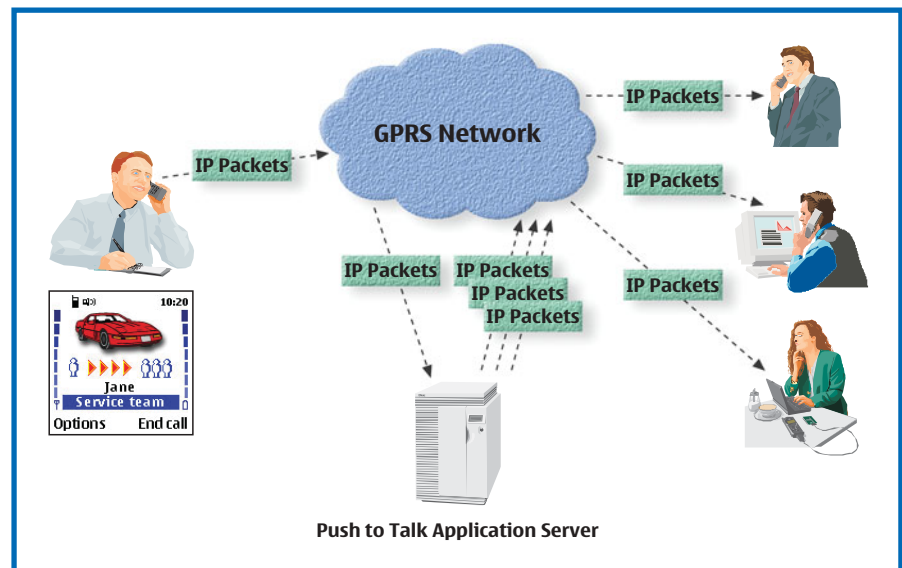 IP Packets
GPRS Network
IP Packets
IP Packets
IP Packets
IP Packets
IP Packets
IP Packets
IP Packets
10:20
Jane
Service team
Options End call
Push to Talk Application Server